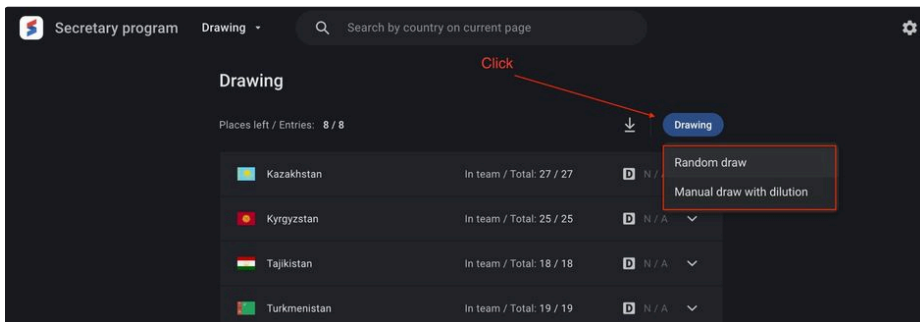 Secretary program Drawing Search by country on current page
Click
Drawing
Places left / Entries: 8 / 8 Drawing
Random draw
Kazakhstan In team / Total: 27 / 27 D N /
Manual draw with dilution
Kyrgyzstan In team / Total: 25 / 25 D N / A
Tajikistan In team / Total: 18 / 18 D N / A
Turkmenistan In team / Total: 19 / 19 D N / A